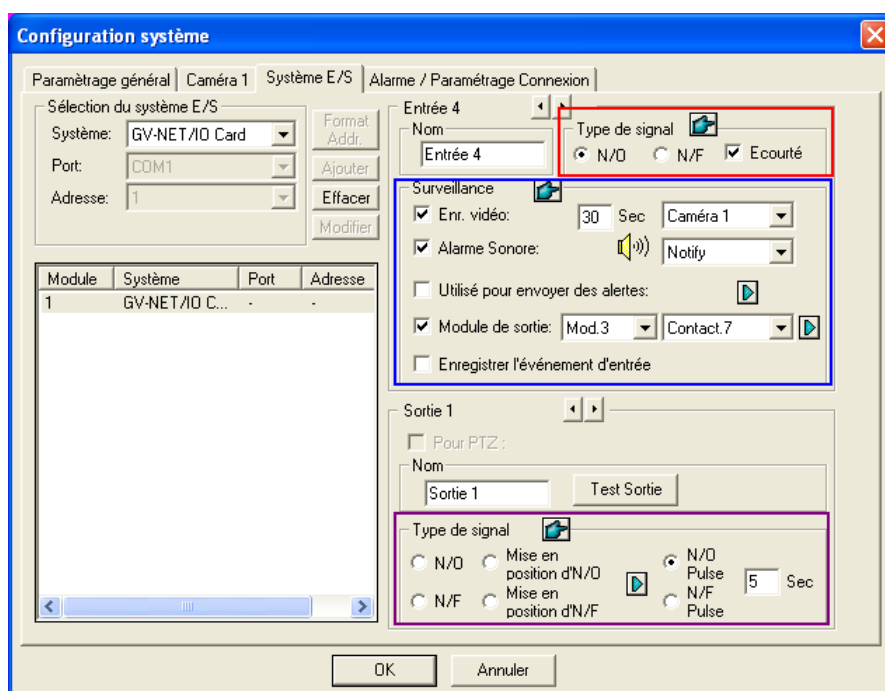 Configuration système
Paramètrage général Caméra 1 Système E/S Alarme / Paramétrage Connexion
Sélection du système E/S
Système: GV-NET/IO Card
Port: COM1
Adresse: 1
Format Addr.
Ajouter
Effacer
Modifier
Module Système Port Adresse
1 GV-NET/IO C... - -
Entrée 4
Nom
Entrée 4
Type de signal
N/O N/F Ecourté
Surveillance
Enr. vidéo: 30 Sec Caméra 1
Alarme Sonore: Notify
Utilisé pour envoyer des alertes:
Module de sortie: Mod.3 Contact.7
Enregistrer l'événement d'entrée
Sortie 1
Pour PTZ :
Nom
Sortie 1 Test Sortie
Type de signal
N/O Mise en position d'N/O N/O Pulse
N/F Mise en position d'N/F N/F Pulse
5 Sec
OK Annuler